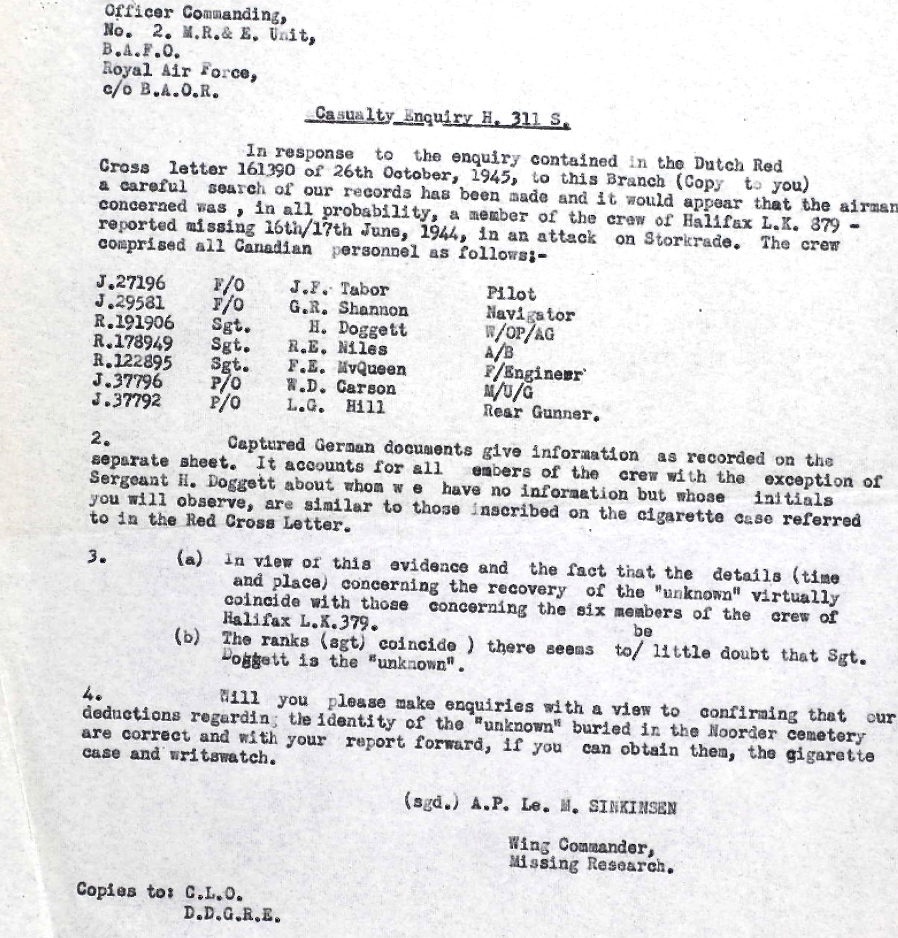 Officer Commanding,
No. 2. M.R.& E. Unit,
B.A.F.O.
Royal Air Force,
c/o B.A.O.R.
Casualty Enquiry H. 311 S.
In response to the enquiry contained in the Dutch Red
Cross letter 161390 of 26th October, 1945, to this Branch (Copy to you)
a careful search of our records has been made and it would appear that the airman
concerned was , in all probability, a member of the crew of Halifax L.K. 879 -
reported missing 16th/17th June, 1944, in an attack on Storkrade. The crew
comprised all Canadian personnel as follows;-
J.27196 F/O J.F. Tabor Pilot
J.29581 F/O G.R. Shannon Navigator
R.191906 Sgt. H. Doggett W/OP/AG
R.178949 Sgt. R.E. Niles A/B
R.122895 Sgt. F.E. MvQueen F/Engineer
J.37796 P/O W.D. Carson M/U/G
J.37792 P/O L.G. Hill Rear Gunner.
2. Captured German documents give information as recorded on the
separate sheet. It accounts for all embers of the crew with the exception of
Sergeant H. Doggett about whom w e have no information but whose initials
you will observe, are similar to those inscribed on the cigarette case referred
to in the Red Cross Letter.
3. (a) In view of this evidence and the fact that the details (time
and place) concerning the recovery of the "unknown" virtually
coincide with those concerning the six members of the crew of
Halifax L.K.379.
(b) The ranks (sgt) coincide ) there seems to/ be little doubt that Sgt.
Doggett is the "unknown".
4. Will you please make enquiries with a view to confirming that our
deductions regarding the identity of the "unknown" buried in the Noorder cemetery
are correct and with your report forward, if you can obtain them, the gigarette
case and writswatch.
(sgd.) A.P. Le. M. SINKINSEN
Wing Commander,
Missing Research.
Copies to: C.L.O.
D.D.G.R.E.